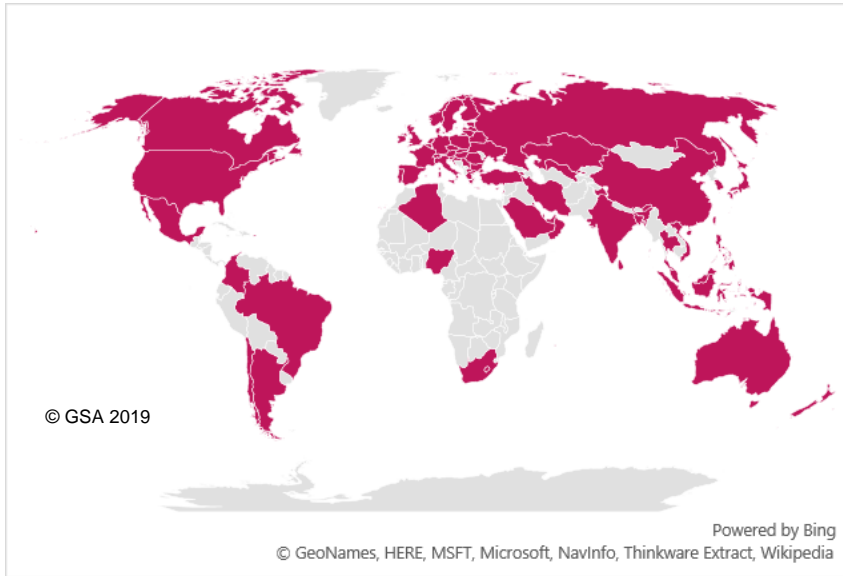 © GSA 2019
Powered by Bing
© GeoNames, HERE, MSFT, Microsoft, NavInfo, Thinkware Extract, Wikipedia